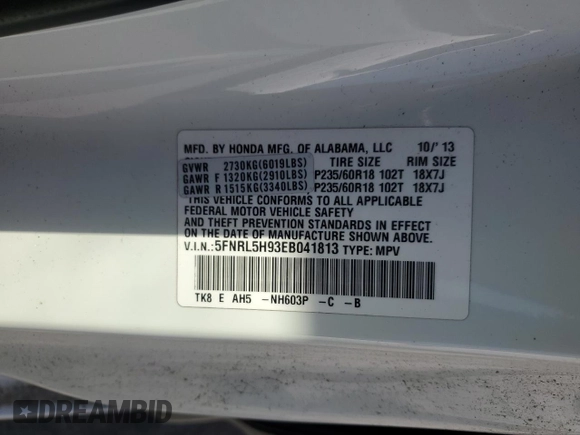 MFD. BY HONDA MFG. OF ALABAMA, LLC 10/'13
GVWR 2730KG(6019LBS) TIRE SIZE RIM SIZE
GAWR F 1320KG(2910LBS) P235/60R18 102T 18X7J
GAWR R 1515KG(3340LBS) P235/60R18 102T 18X7J
THIS VEHICLE CONFORMS TO ALL APPLICABLE
FEDERAL MOTOR VEHICLE SAFETY
AND THEFT PREVENTION STANDARDS IN EFFECT
ON THE DATE OF MANUFACTURE SHOWN ABOVE.
V.I.N.: 5FNRL5H93EB041813 TYPE: MPV
TK8 E AH5 -NH603P -C -B
DREAMBID